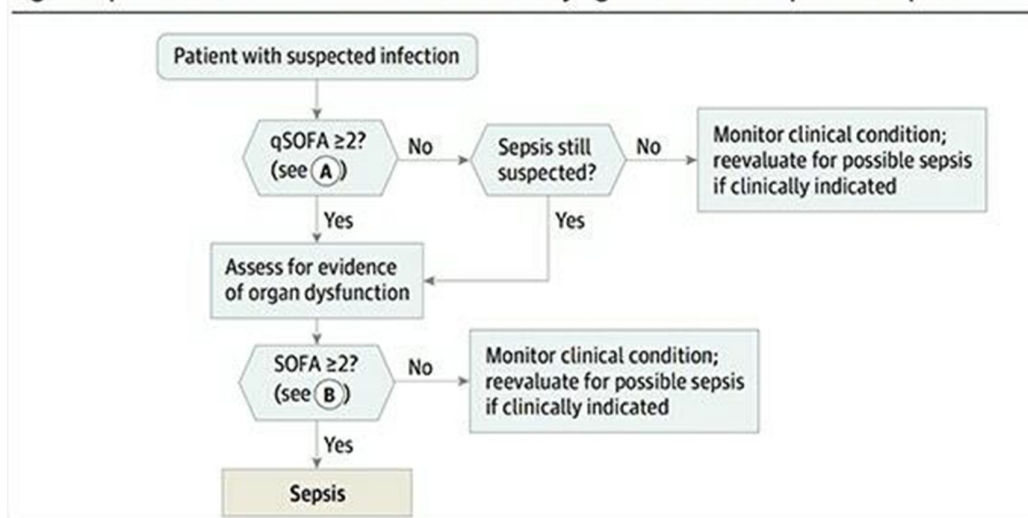 Patient with suspected infection
qSOFA ≥2?
(see A)
No
Sepsis still
suspected?
No
Monitor clinical condition;
reevaluate for possible sepsis
if clinically indicated
Yes
Yes
Assess for evidence
of organ dysfunction
SOFA ≥2?
(see B)
No
Monitor clinical condition;
reevaluate for possible sepsis
if clinically indicated
Yes
Sepsis